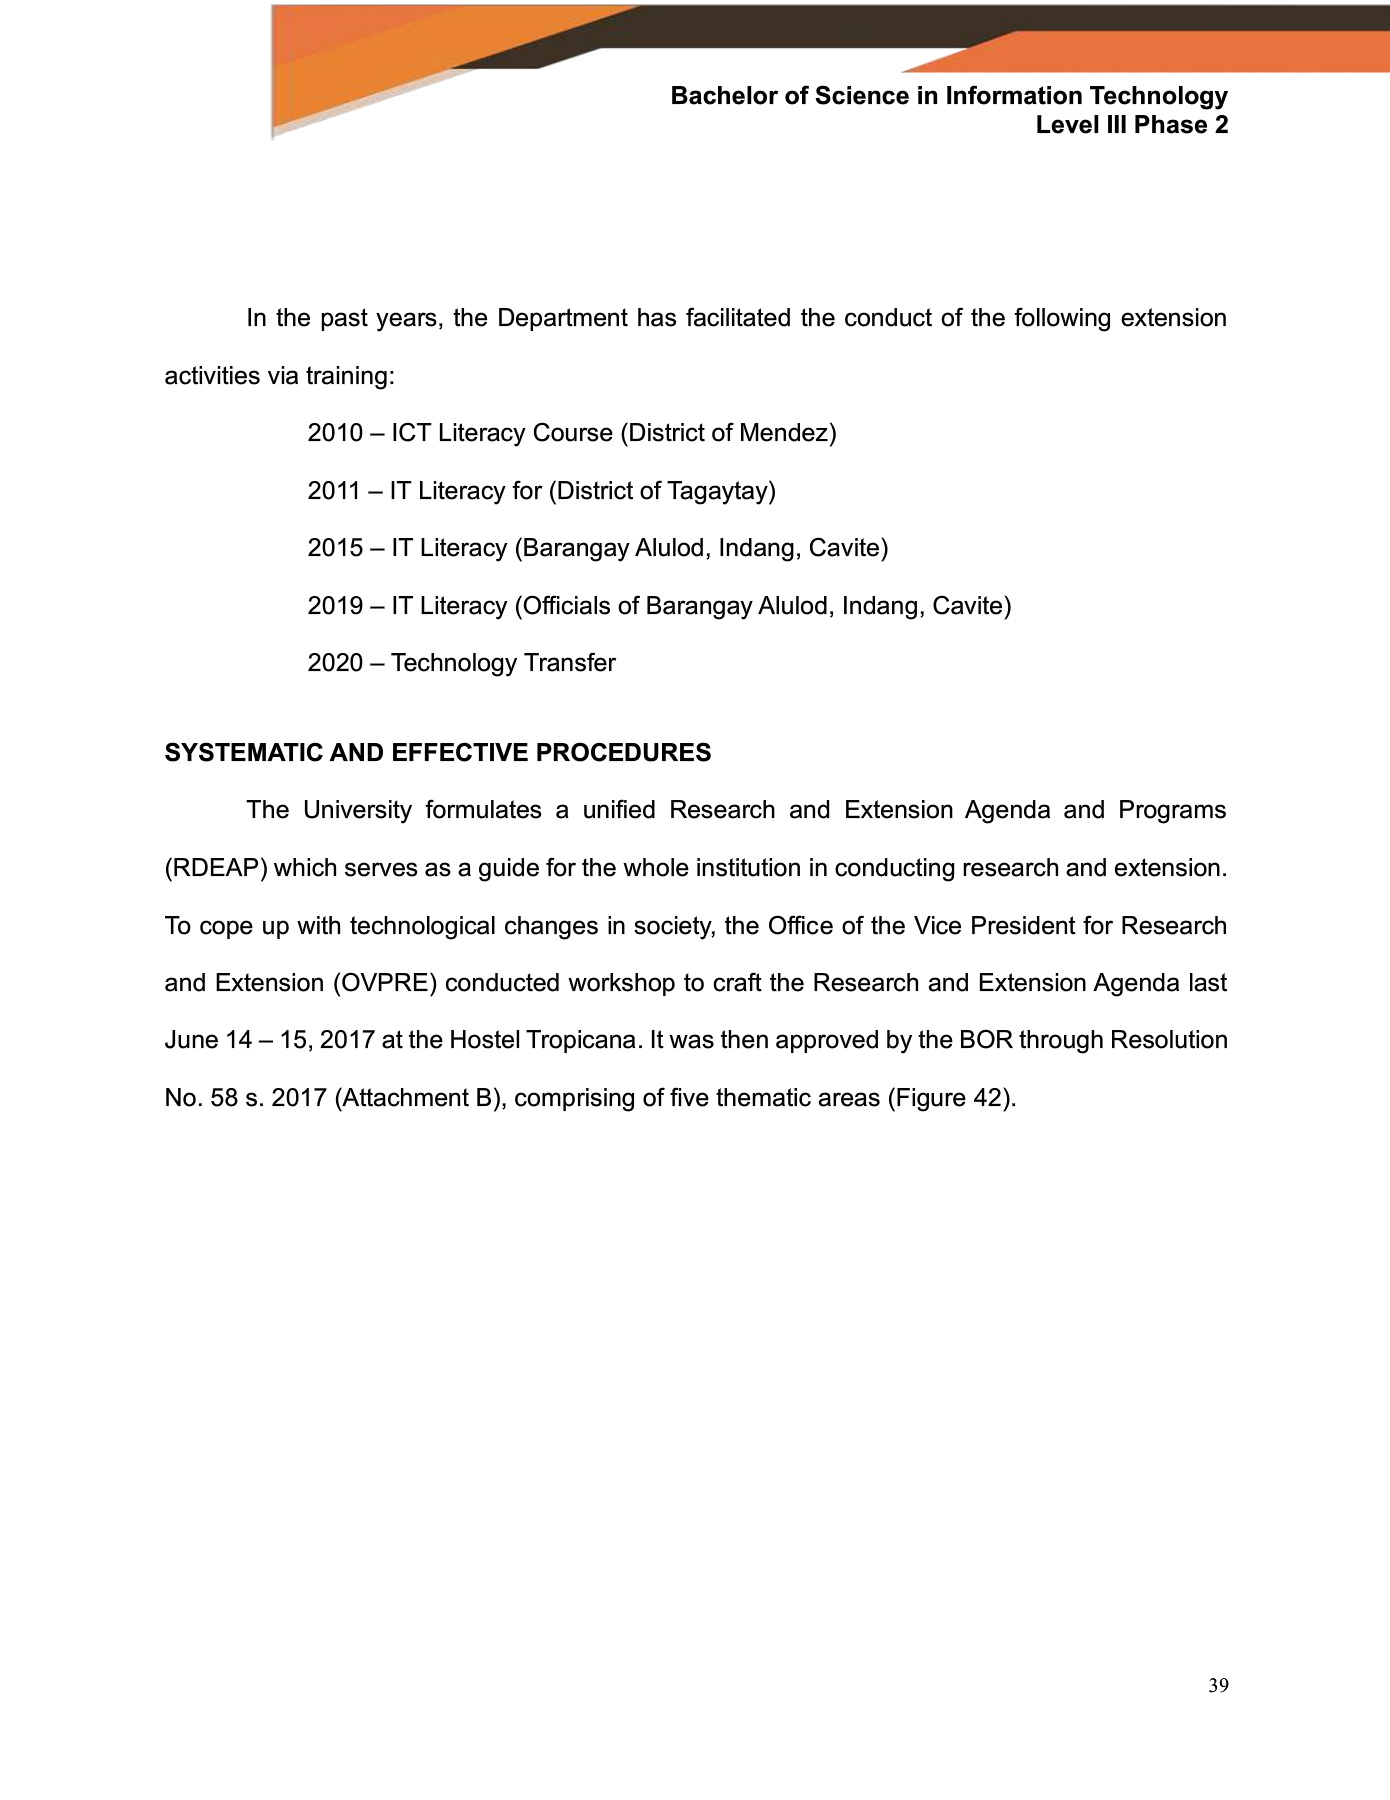 Bachelor of Science in Information Technology
Level III Phase 2
In the past years, the Department has facilitated the conduct of the following extension
activities via training:
2010 – ICT Literacy Course (District of Mendez)
2011 – IT Literacy for (District of Tagaytay)
2015 – IT Literacy (Barangay Alulod, Indang, Cavite)
2019 – IT Literacy (Officials of Barangay Alulod, Indang, Cavite)
2020 – Technology Transfer
SYSTEMATIC AND EFFECTIVE PROCEDURES
The University formulates a unified Research and Extension Agenda and Programs
(RDEAP) which serves as a guide for the whole institution in conducting research and extension.
To cope up with technological changes in society, the Office of the Vice President for Research
and Extension (OVPRE) conducted workshop to craft the Research and Extension Agenda last
June 14 – 15, 2017 at the Hostel Tropicana. It was then approved by the BOR through Resolution
No. 58 s. 2017 (Attachment B), comprising of five thematic areas (Figure 42).
39